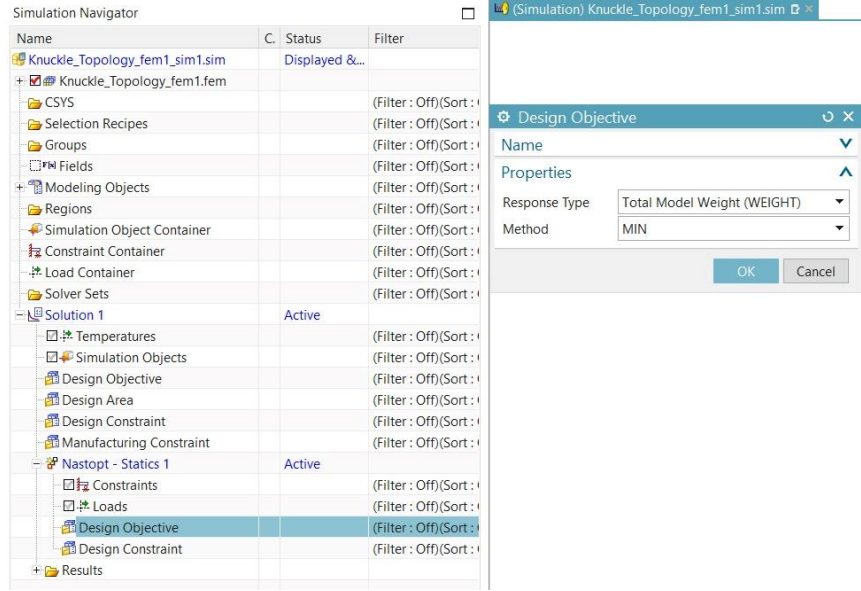 Simulation Navigator
Name C. Status Filter
Knuckle_Topology_fem1_sim1.sim Displayed &...
Knuckle_Topology_fem1.fem
CSYS (Filter : Off)(Sort :
Selection Recipes (Filter : Off)(Sort :
Groups (Filter : Off)(Sort :
Fields (Filter : Off)(Sort :
Modeling Objects (Filter : Off)(Sort :
Regions (Filter : Off)(Sort :
Simulation Object Container (Filter : Off)(Sort :
Constraint Container (Filter : Off)(Sort :
Load Container (Filter : Off)(Sort :
Solver Sets (Filter : Off)(Sort :
Solution 1 Active
Temperatures (Filter : Off)(Sort :
Simulation Objects (Filter : Off)(Sort :
Design Objective (Filter : Off)(Sort :
Design Area (Filter : Off)(Sort :
Design Constraint (Filter : Off)(Sort :
Manufacturing Constraint (Filter : Off)(Sort :
Nastopt - Statics 1 Active
Constraints (Filter : Off)(Sort :
Loads (Filter : Off)(Sort :
Design Objective (Filter : Off)(Sort :
Design Constraint (Filter : Off)(Sort :
Results
(Simulation) Knuckle_Topology_fem1_sim1.sim
Design Objective
Name
Properties
Response Type Total Model Weight (WEIGHT)
Method MIN
OK Cancel